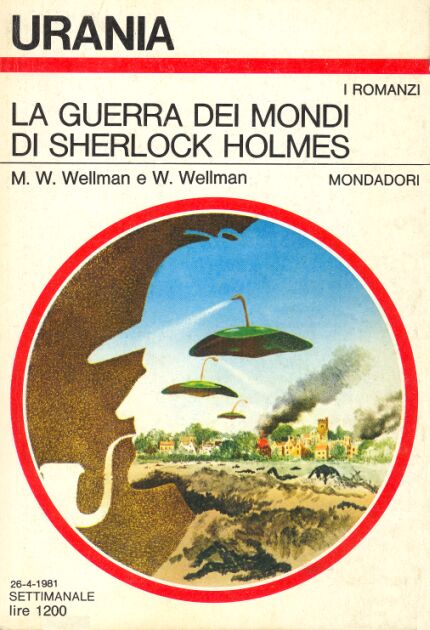 URANIA
I ROMANZI
LA GUERRA DEI MONDI
DI SHERLOCK HOLMES
M. W. Wellman e W. Wellman
MONDADORI
26-4-1981
SETTIMANALE
lire 1200